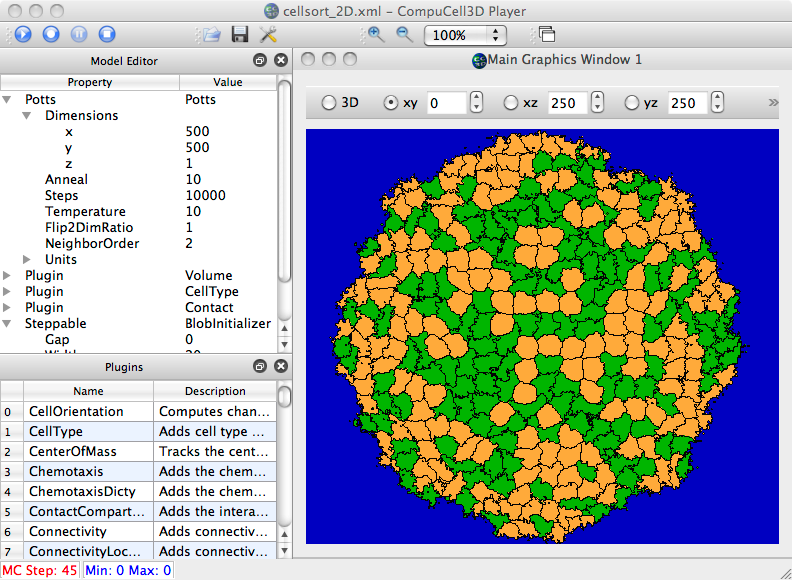 cellsort_2D.xml - CompuCell3D Player
100%
Model Editor
Property Value
Potts Potts
Dimensions
x 500
y 500
z 1
Anneal 10
Steps 10000
Temperature 10
Flip2DimRatio 1
NeighborOrder 2
Units
Plugin Volume
Plugin CellType
Plugin Contact
Steppable BlobInitializer
Gap 0
Plugins
Name Description
0 CellOrientation Computes chan...
1 CellType Adds cell type ...
2 CenterOfMass Tracks the cent...
3 Chemotaxis Adds the chem...
4 ChemotaxisDicty Adds the chem...
5 ContactCompart... Adds the intera...
6 Connectivity Adds connectiv...
7 ConnectivityLoc... Adds connectiv...
Main Graphics Window 1
3D xy 0 xz 250 yz 250 »
MC Step: 45 Min: 0 Max: 0